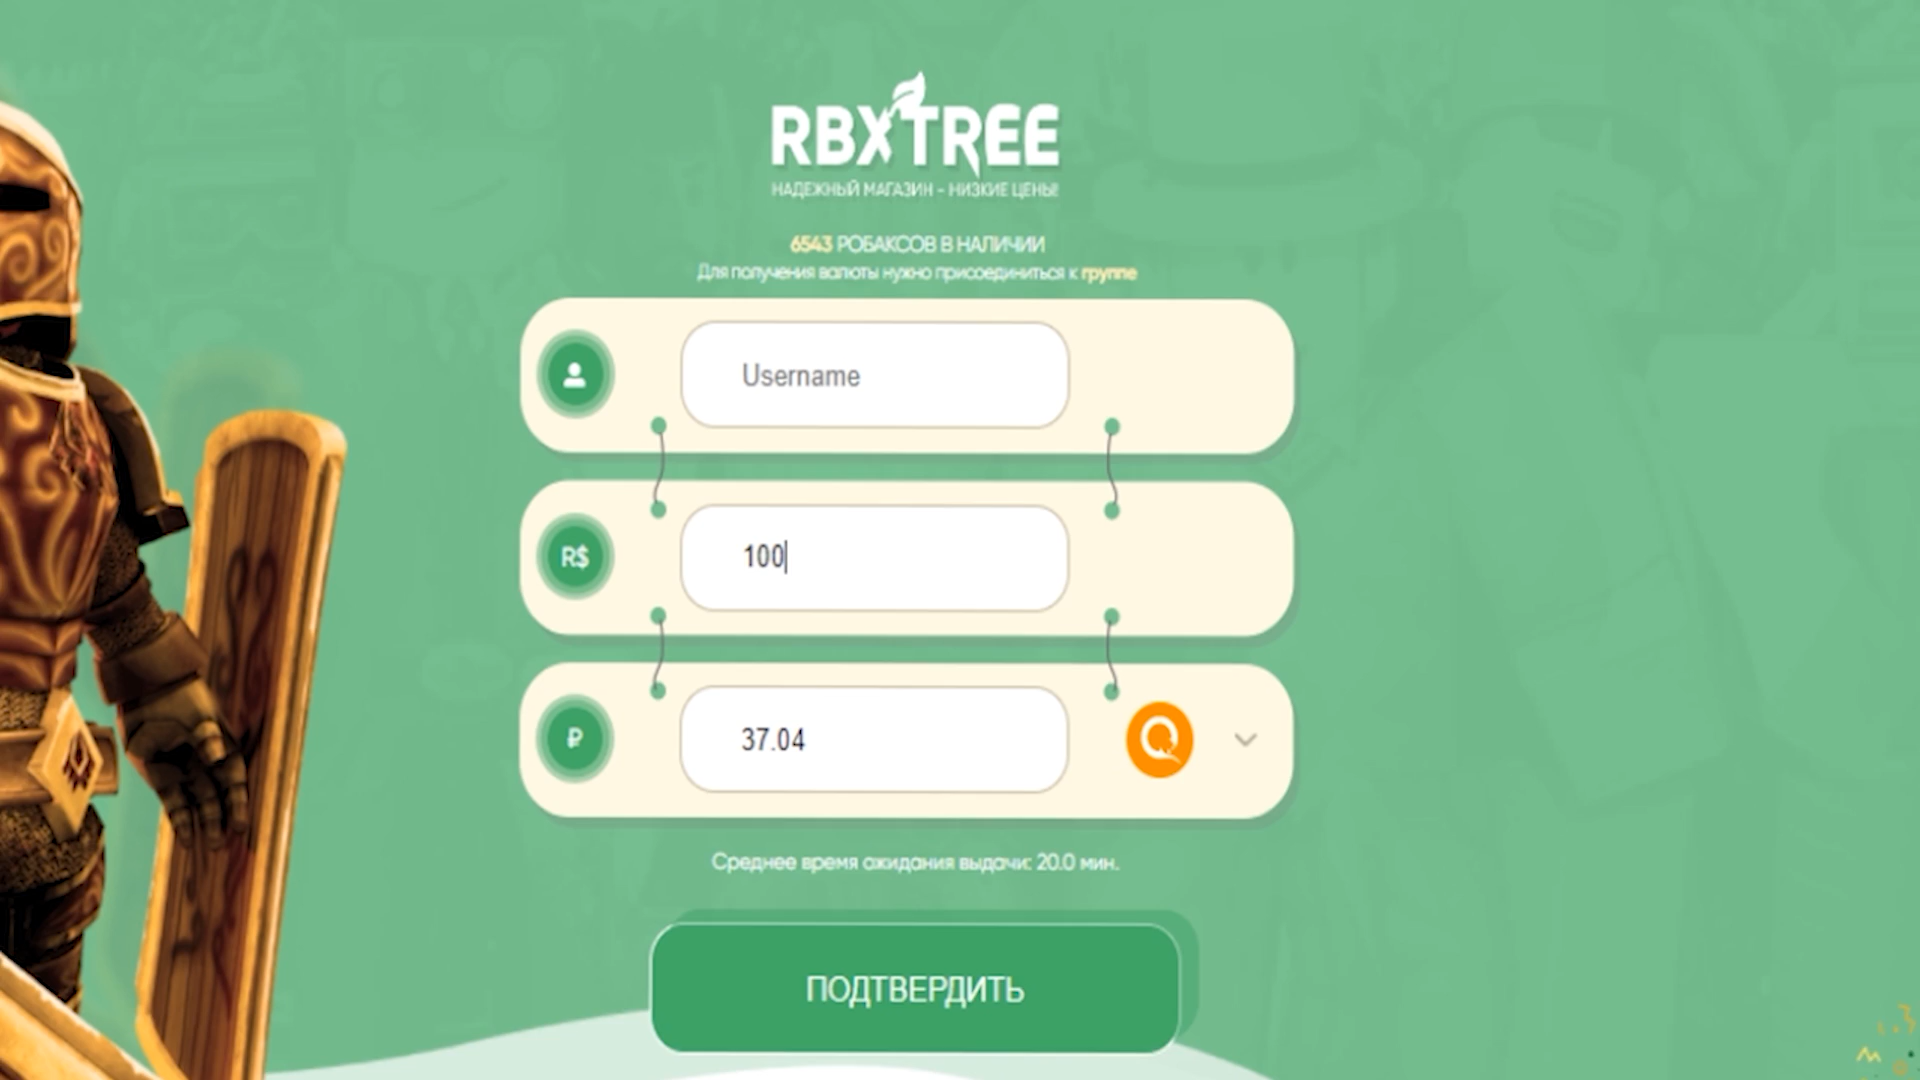 RBXTREE
НАДЕЖНЫЙ МАГАЗИН - НИЗКИЕ ЦЕНЫ!
6543 РОБАКСОВ В НАЛИЧИИ
Для получения валюты нужно присоединиться к группе
Username
R$
100
₽
37.04
Среднее время ожидания выдачи: 20.0 мин.
ПОДТВЕРДИТЬ